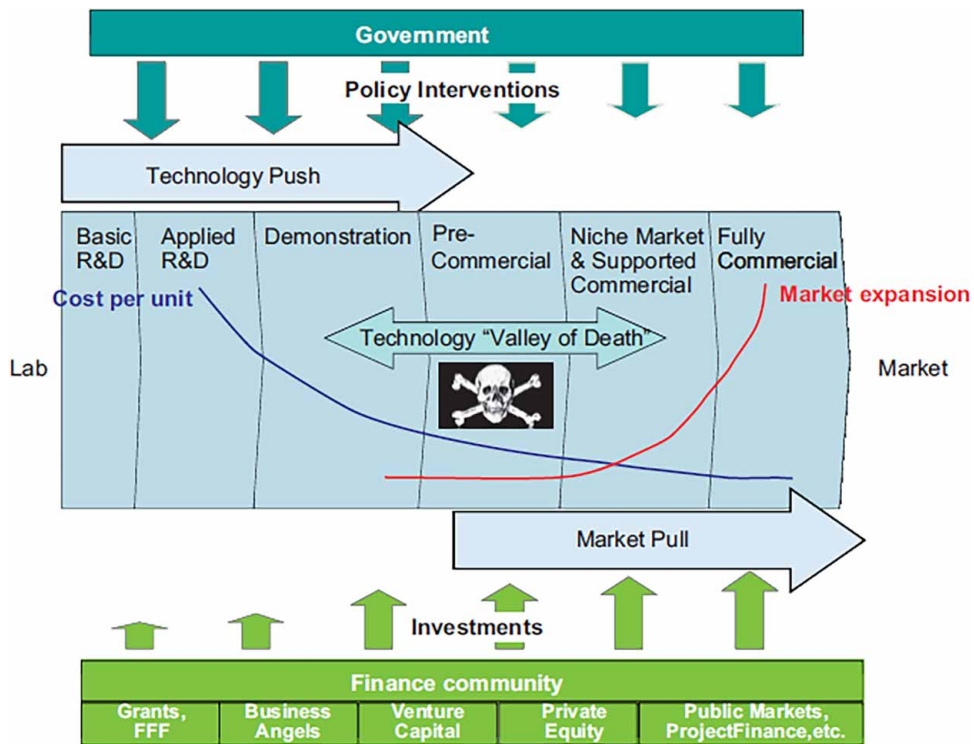 Government
Policy Interventions
Technology Push
Basic
R&D
Applied
R&D
Demonstration
Pre-
Commercial
Niche Market
& Supported
Commercial
Fully
Commercial
Cost per unit
Market expansion
Technology “Valley of Death”
Lab
Market
Market Pull
Investments
Finance community
Grants,
FFF
Business
Angels
Venture
Capital
Private
Equity
Public Markets,
ProjectFinance,etc.